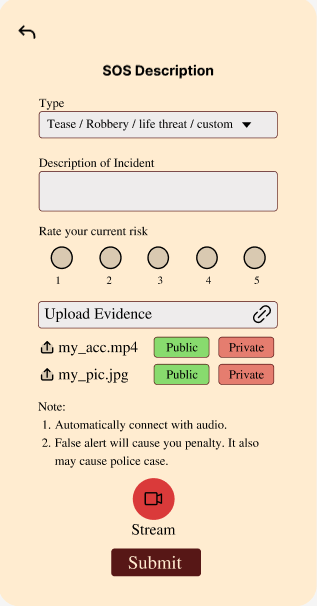 SOS Description
Type
Tease / Robbery / life threat / custom
Description of Incident
Rate your current risk
1 2 3 4 5
Upload Evidence
my_acc.mp4 Public Private
my_pic.jpg Public Private
Note:
1. Automatically connect with audio.
2. False alert will cause you penalty. It also
may cause police case.
Stream
Submit